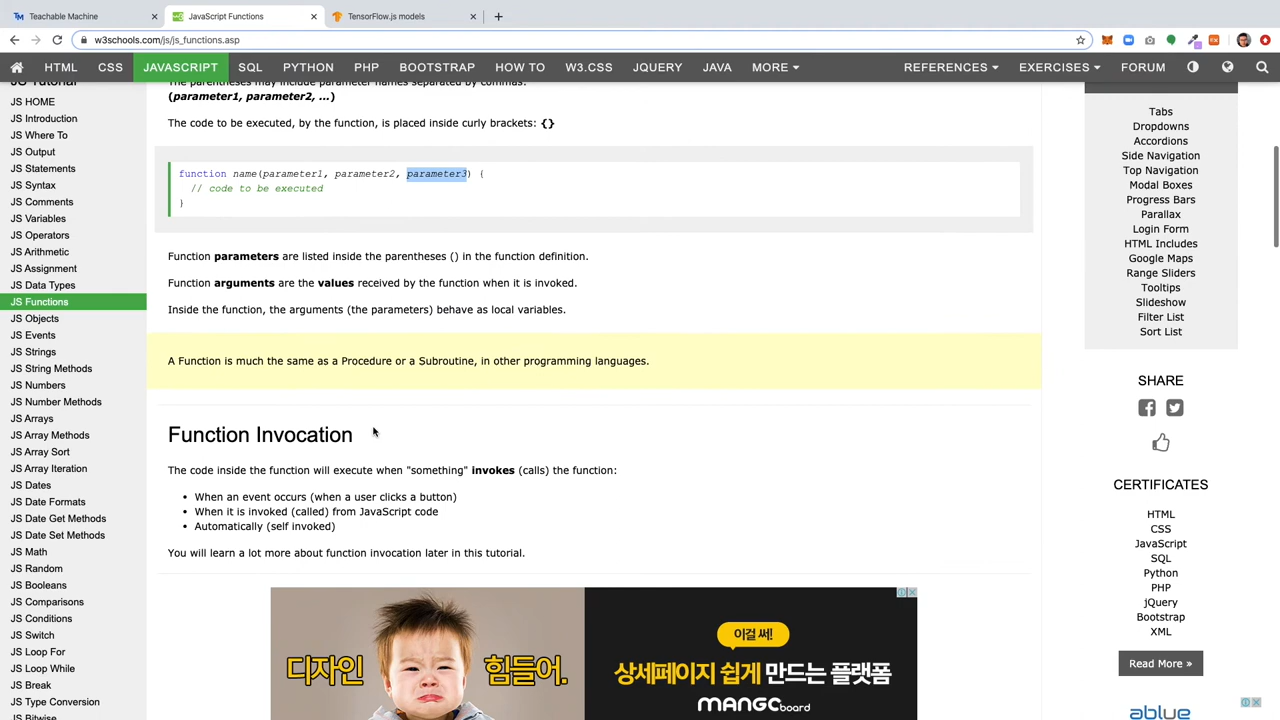 Teachable Machine
JavaScript Functions
TensorFlow.js models
w3schools.com/js/js_functions.asp
HTML CSS JAVASCRIPT SQL PYTHON PHP BOOTSTRAP HOW TO W3.CSS JQUERY JAVA MORE REFERENCES EXERCISES FORUM
JS Tutorial
JS HOME
JS Introduction
JS Where To
JS Output
JS Statements
JS Syntax
JS Comments
JS Variables
JS Operators
JS Arithmetic
JS Assignment
JS Data Types
JS Functions
JS Objects
JS Events
JS Strings
JS String Methods
JS Numbers
JS Number Methods
JS Arrays
JS Array Methods
JS Array Sort
JS Array Iteration
JS Dates
JS Date Formats
JS Date Get Methods
JS Date Set Methods
JS Math
JS Random
JS Booleans
JS Comparisons
JS Conditions
JS Switch
JS Loop For
JS Loop While
JS Break
JS Type Conversion
JS Bitwise
The parentheses may include parameter names separated by commas:
(parameter1, parameter2, ...)
The code to be executed, by the function, is placed inside curly brackets: {}
function name(parameter1, parameter2, parameter3) {
// code to be executed
}
Function parameters are listed inside the parentheses () in the function definition.
Function arguments are the values received by the function when it is invoked.
Inside the function, the arguments (the parameters) behave as local variables.
A Function is much the same as a Procedure or a Subroutine, in other programming languages.
Function Invocation
The code inside the function will execute when "something" invokes (calls) the function:
• When an event occurs (when a user clicks a button)
• When it is invoked (called) from JavaScript code
• Automatically (self invoked)
You will learn a lot more about function invocation later in this tutorial.
디자인 힘들어.
이걸 써!
상세페이지 쉽게 만드는 플랫폼
MANGCboard
Tabs
Dropdowns
Accordions
Side Navigation
Top Navigation
Modal Boxes
Progress Bars
Parallax
Login Form
HTML Includes
Google Maps
Range Sliders
Tooltips
Slideshow
Filter List
Sort List
SHARE
CERTIFICATES
HTML
CSS
JavaScript
SQL
Python
PHP
jQuery
Bootstrap
XML
Read More »
ablue